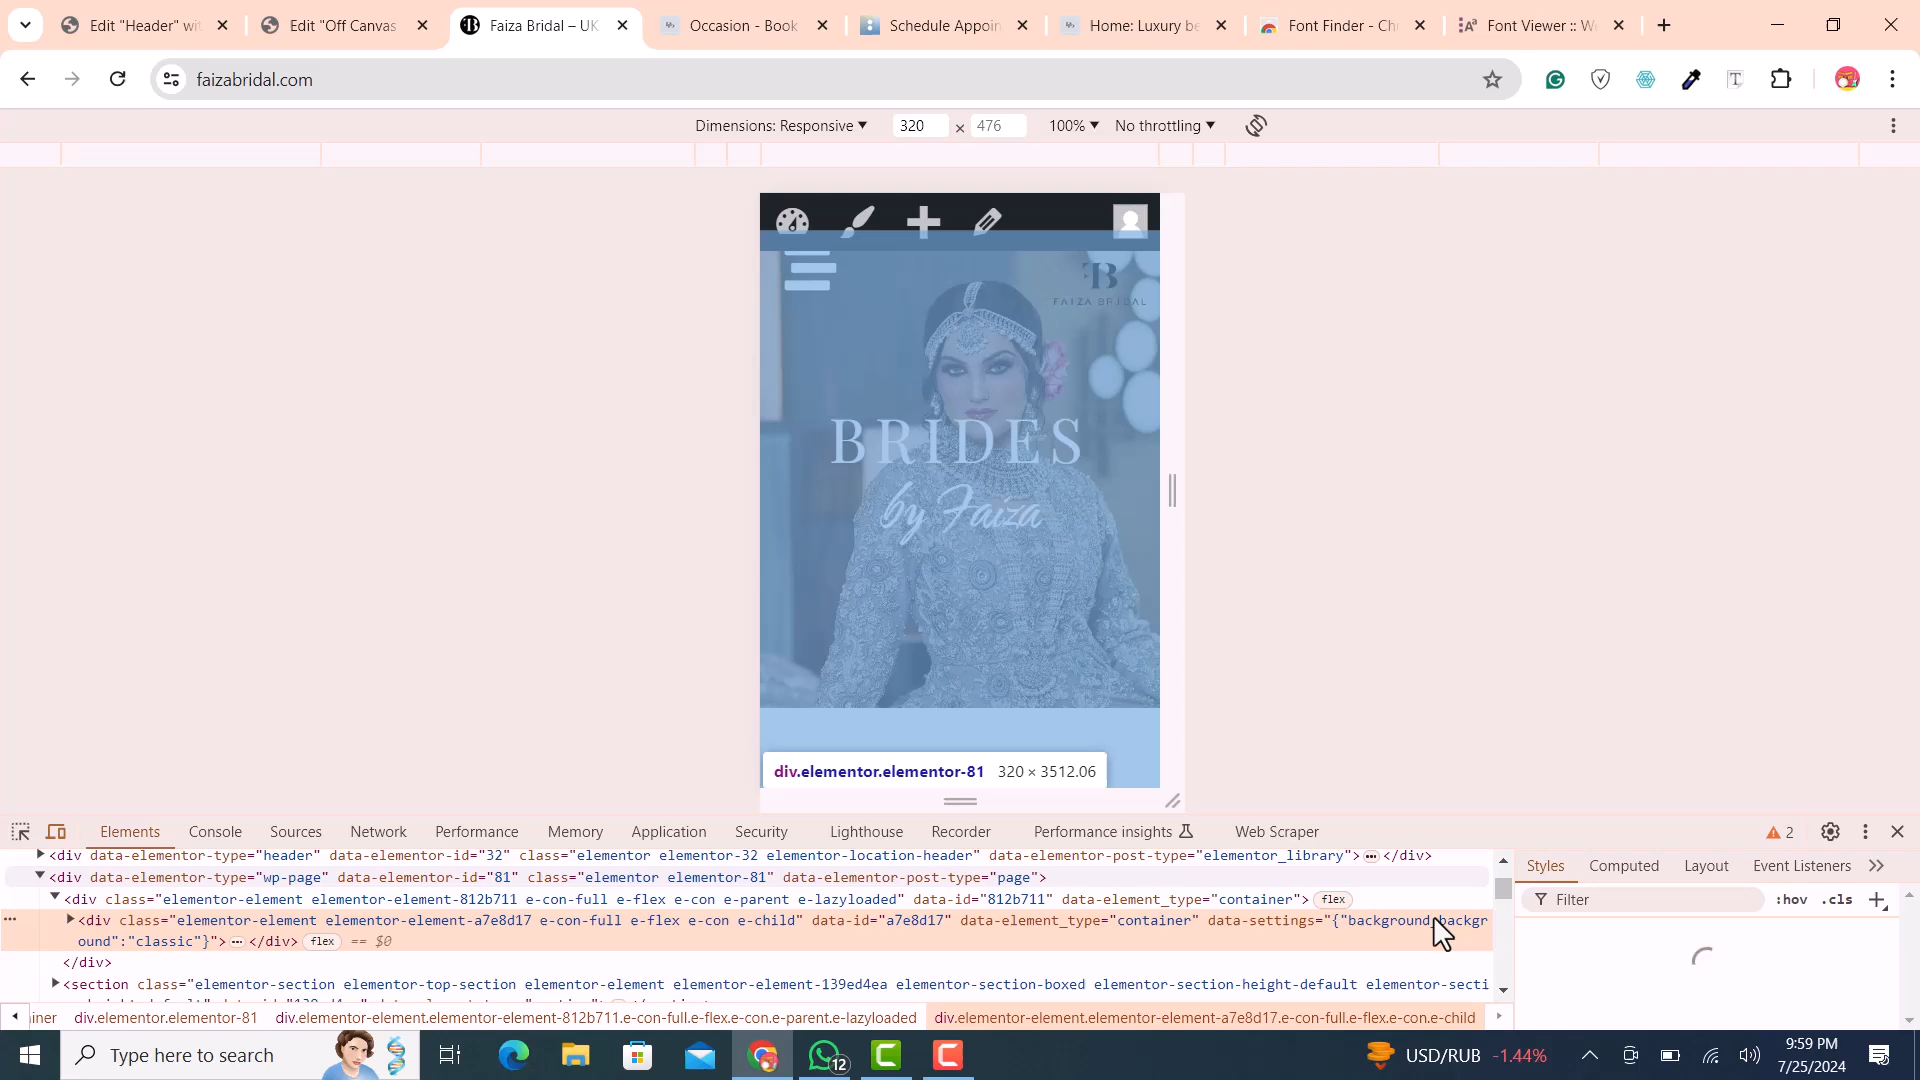 Edit "Header" wi
Edit "Off Canvas
Faiza Bridal – UK
Occasion - Book
Schedule Appoin
Home: Luxury be
Font Finder - Ch
Font Viewer :: W
faizabridal.com
Dimensions: Responsive 320 × 476 100% No throttling
FB
FAIZA BRIDAL
BRIDES
by Faiza
div.elementor.elementor-81 320 × 3512.06
Elements Console Sources Network Performance Memory Application Security Lighthouse Recorder Performance insights Web Scraper 2
<div data-elementor-type="header" data-elementor-id="32" class="elementor elementor-32 elementor-location-header" data-elementor-post-type="elementor_library"> </div>
<div data-elementor-type="wp-page" data-elementor-id="81" class="elementor elementor-81" data-elementor-post-type="page">
<div class="elementor-element elementor-element-812b711 e-con-full e-flex e-con e-parent e-lazyloaded" data-id="812b711" data-element_type="container"> flex
<div class="elementor-element elementor-element-a7e8d17 e-con-full e-flex e-con e-child" data-id="a7e8d17" data-element_type="container" data-settings="{"background_backgr
ound":"classic"}"> </div> flex == $0
</div>
<section class="elementor-section elementor-top-section elementor-element elementor-element-139ed4ea elementor-section-boxed elementor-section-height-default elementor-secti
Styles Computed Layout Event Listeners
Filter :hov .cls
iner div.elementor.elementor-81 div.elementor-element.elementor-element-812b711.e-con-full.e-flex.e-con.e-parent.e-lazyloaded div.elementor-element.elementor-element-a7e8d17.e-con-full.e-flex.e-con.e-child
Type here to search
12
USD/RUB -1.44%
9:59 PM
7/25/2024